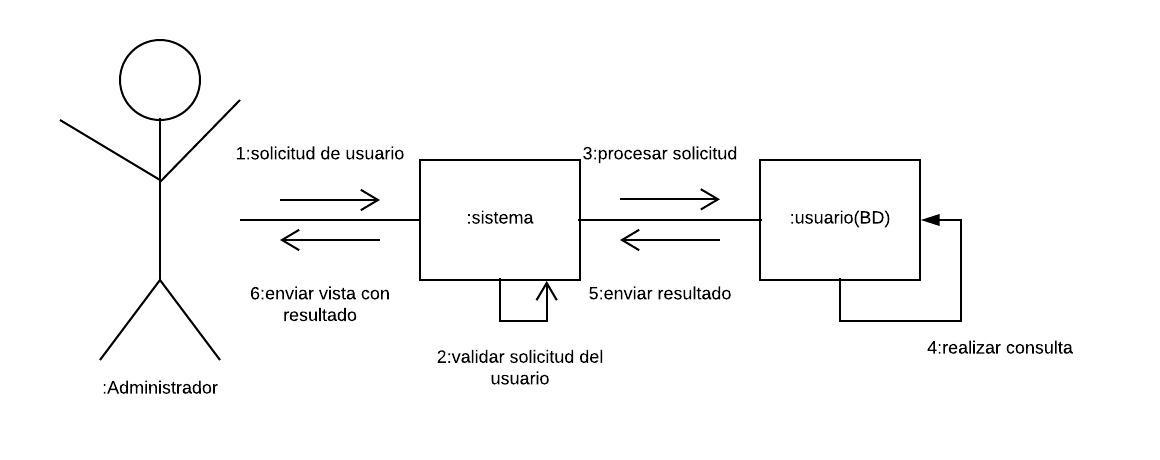 1:solicitud de usuario
3:procesar solicitud
:sistema
:usuario(BD)
6:enviar vista con
resultado
5:enviar resultado
2:validar solicitud del
usuario
4:realizar consulta
:Administrador